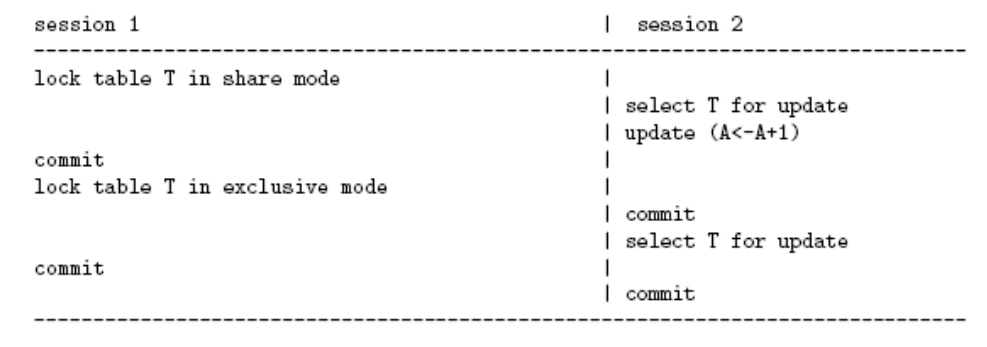 session 1 | session 2
-------------------------------------------------------------------------------
lock table T in share mode |
| select T for update
| update (A<-A+1)
commit |
lock table T in exclusive mode |
| commit
| select T for update
commit |
| commit
-------------------------------------------------------------------------------